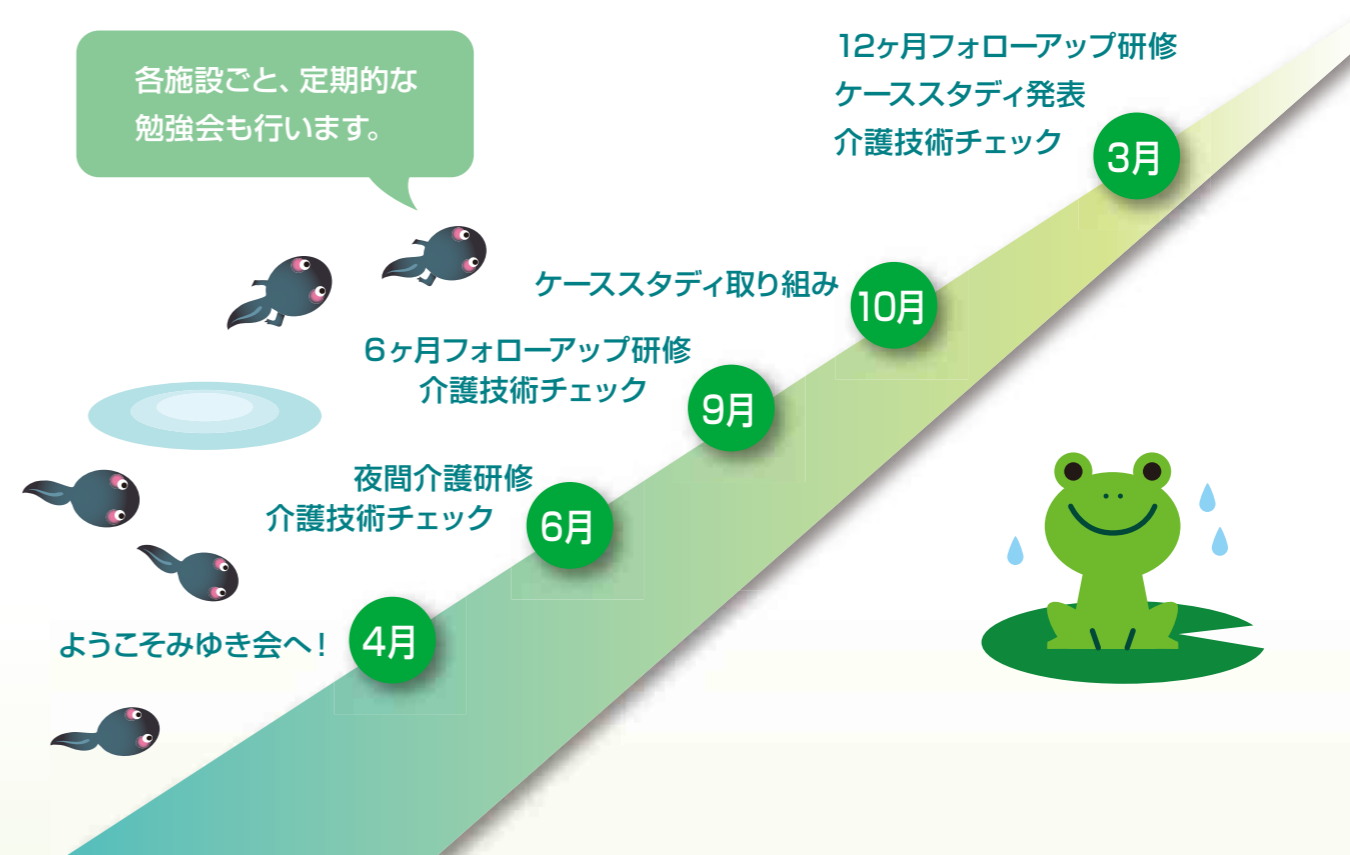 各施設ごと、定期的な
勉強会も行います。
12ヶ月フォローアップ研修
ケーススタディ発表
介護技術チェック
3月
ケーススタディ取り組み
10月
6ヶ月フォローアップ研修
介護技術チェック
9月
夜間介護研修
介護技術チェック
6月
ようこそみゆき会へ!
4月